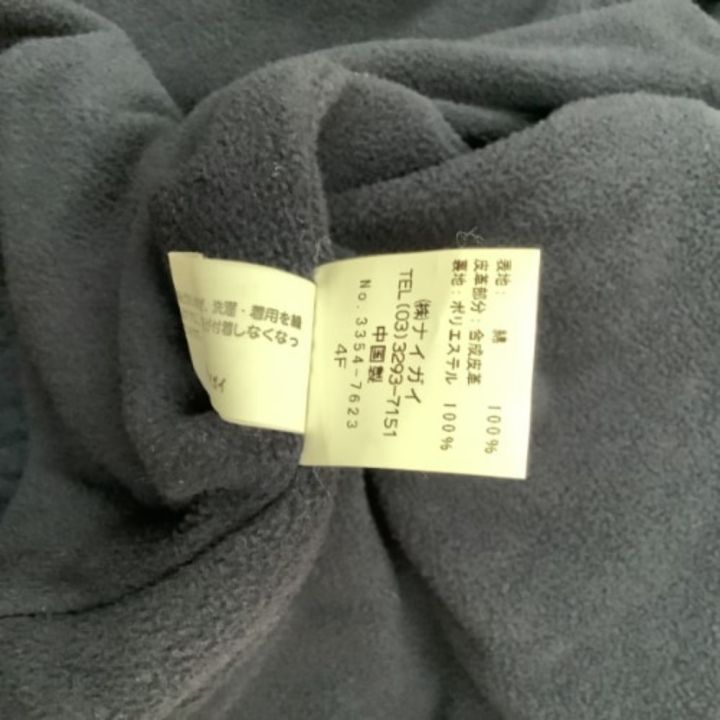 表地： 綿 100%
皮革部分：合成皮革
裏地：ポリエステル 100%
㈱ナイガイ
TEL (03)3293-7151
中国製
No. 3354-7623
4F
洗濯・着用を
付着しなくなっ
ガイ